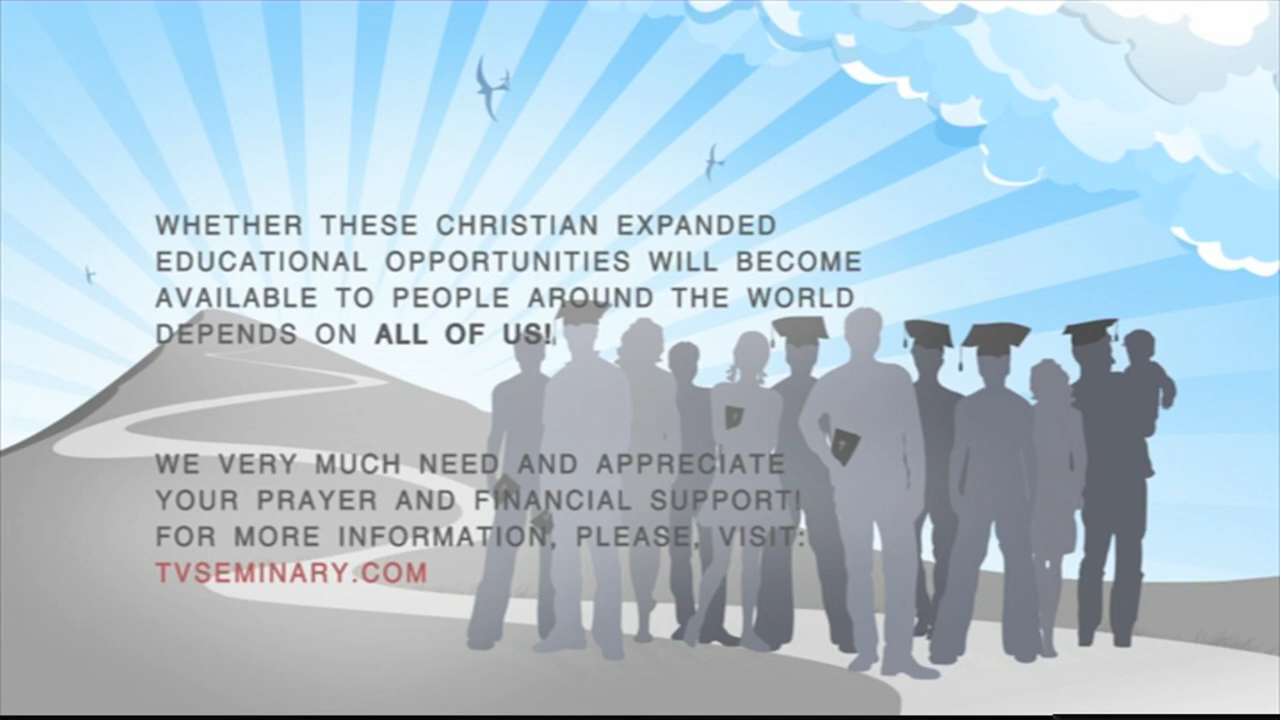 WHETHER THESE CHRISTIAN EXPANDED
EDUCATIONAL OPPORTUNITIES WILL BECOME
AVAILABLE TO PEOPLE AROUND THE WORLD
DEPENDS ON ALL OF US!
WE VERY MUCH NEED AND APPRECIATE
YOUR PRAYER AND FINANCIAL SUPPORT!
FOR MORE INFORMATION, PLEASE, VISIT:
TVSEMINARY.COM